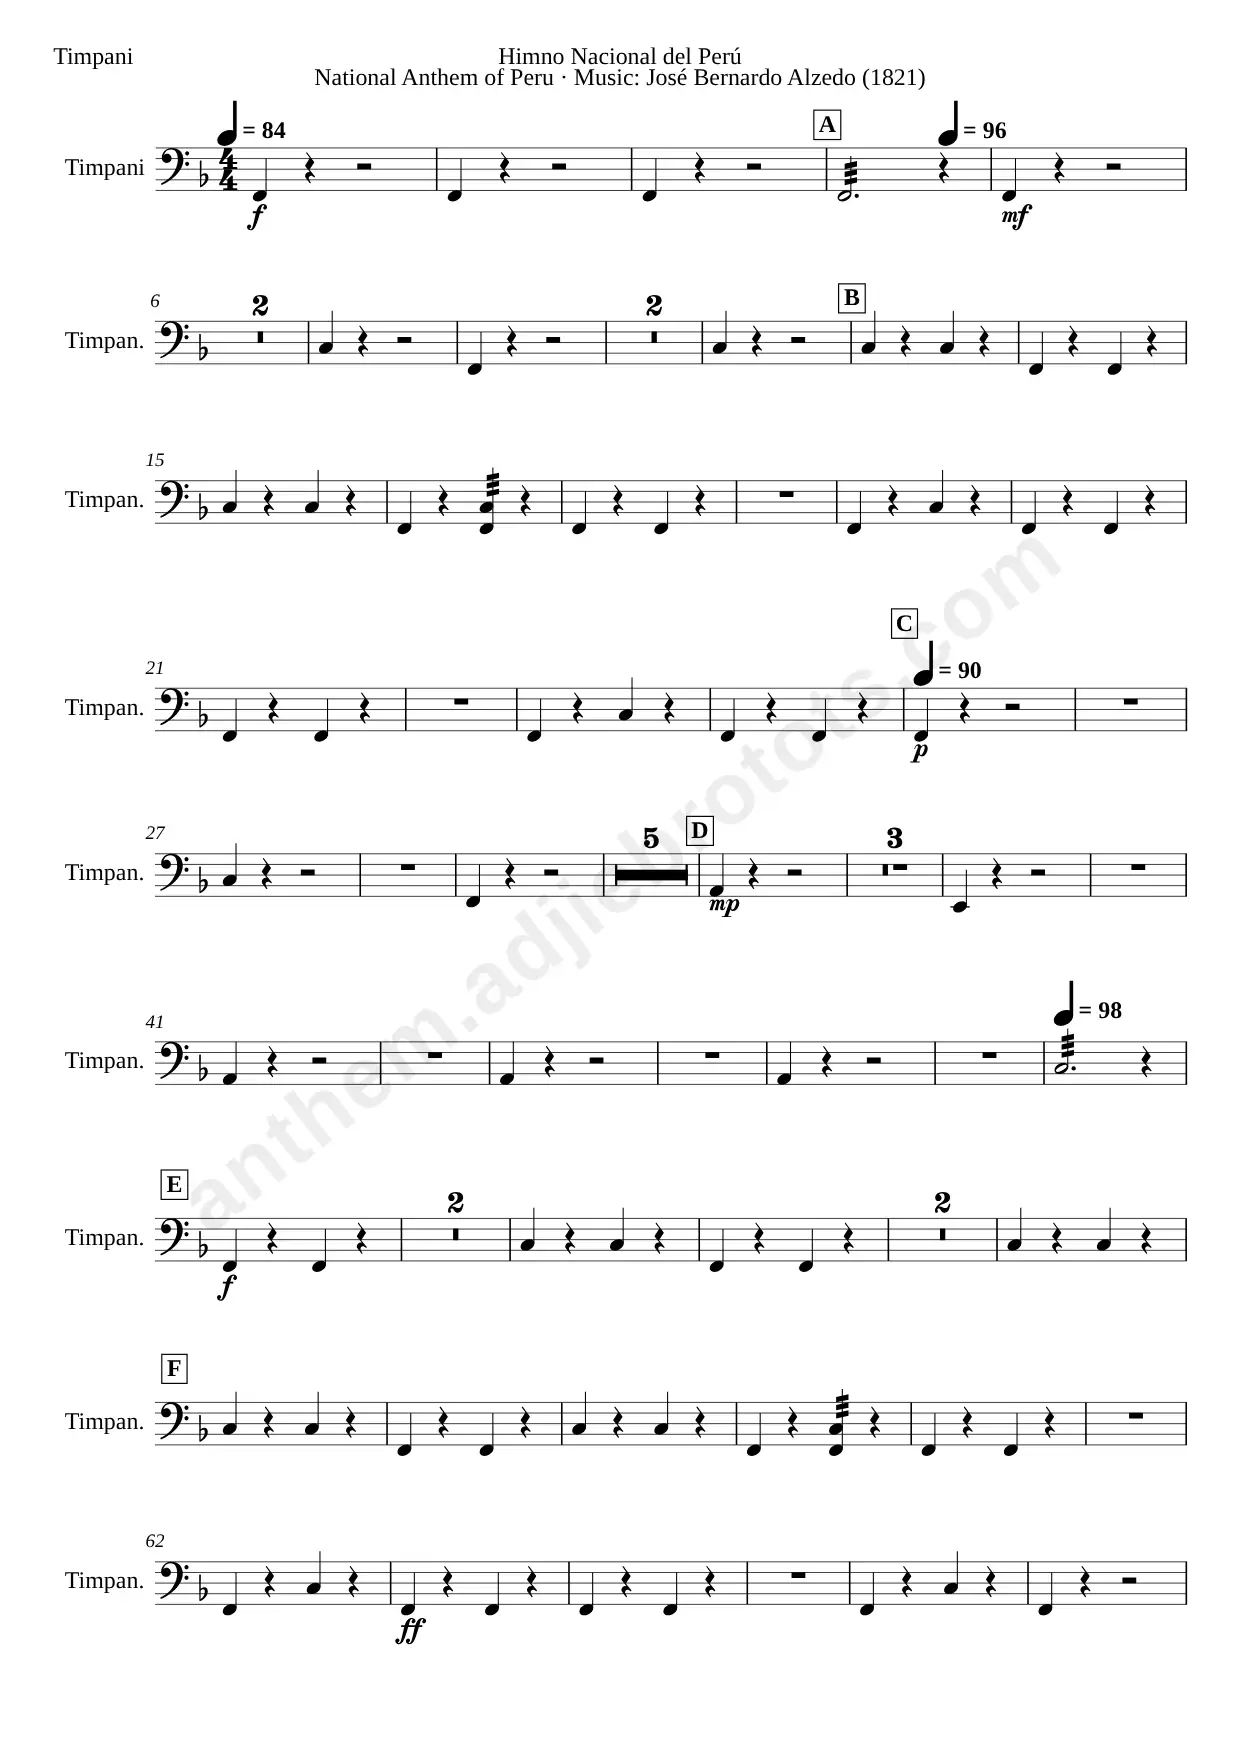 Timpani
Himno Nacional del Perú
National Anthem of Peru · Music: José Bernardo Alzedo (1821)
= 84
A
= 96
Timpani
4
4
f
mf
6
2
2
B
Timpan.
15
Timpan.
C
21
= 90
Timpan.
p
27
5
D
3
Timpan.
mp
41
= 98
Timpan.
E
2
2
Timpan.
f
F
Timpan.
62
Timpan.
ff
anthem.adjiebrotots.com